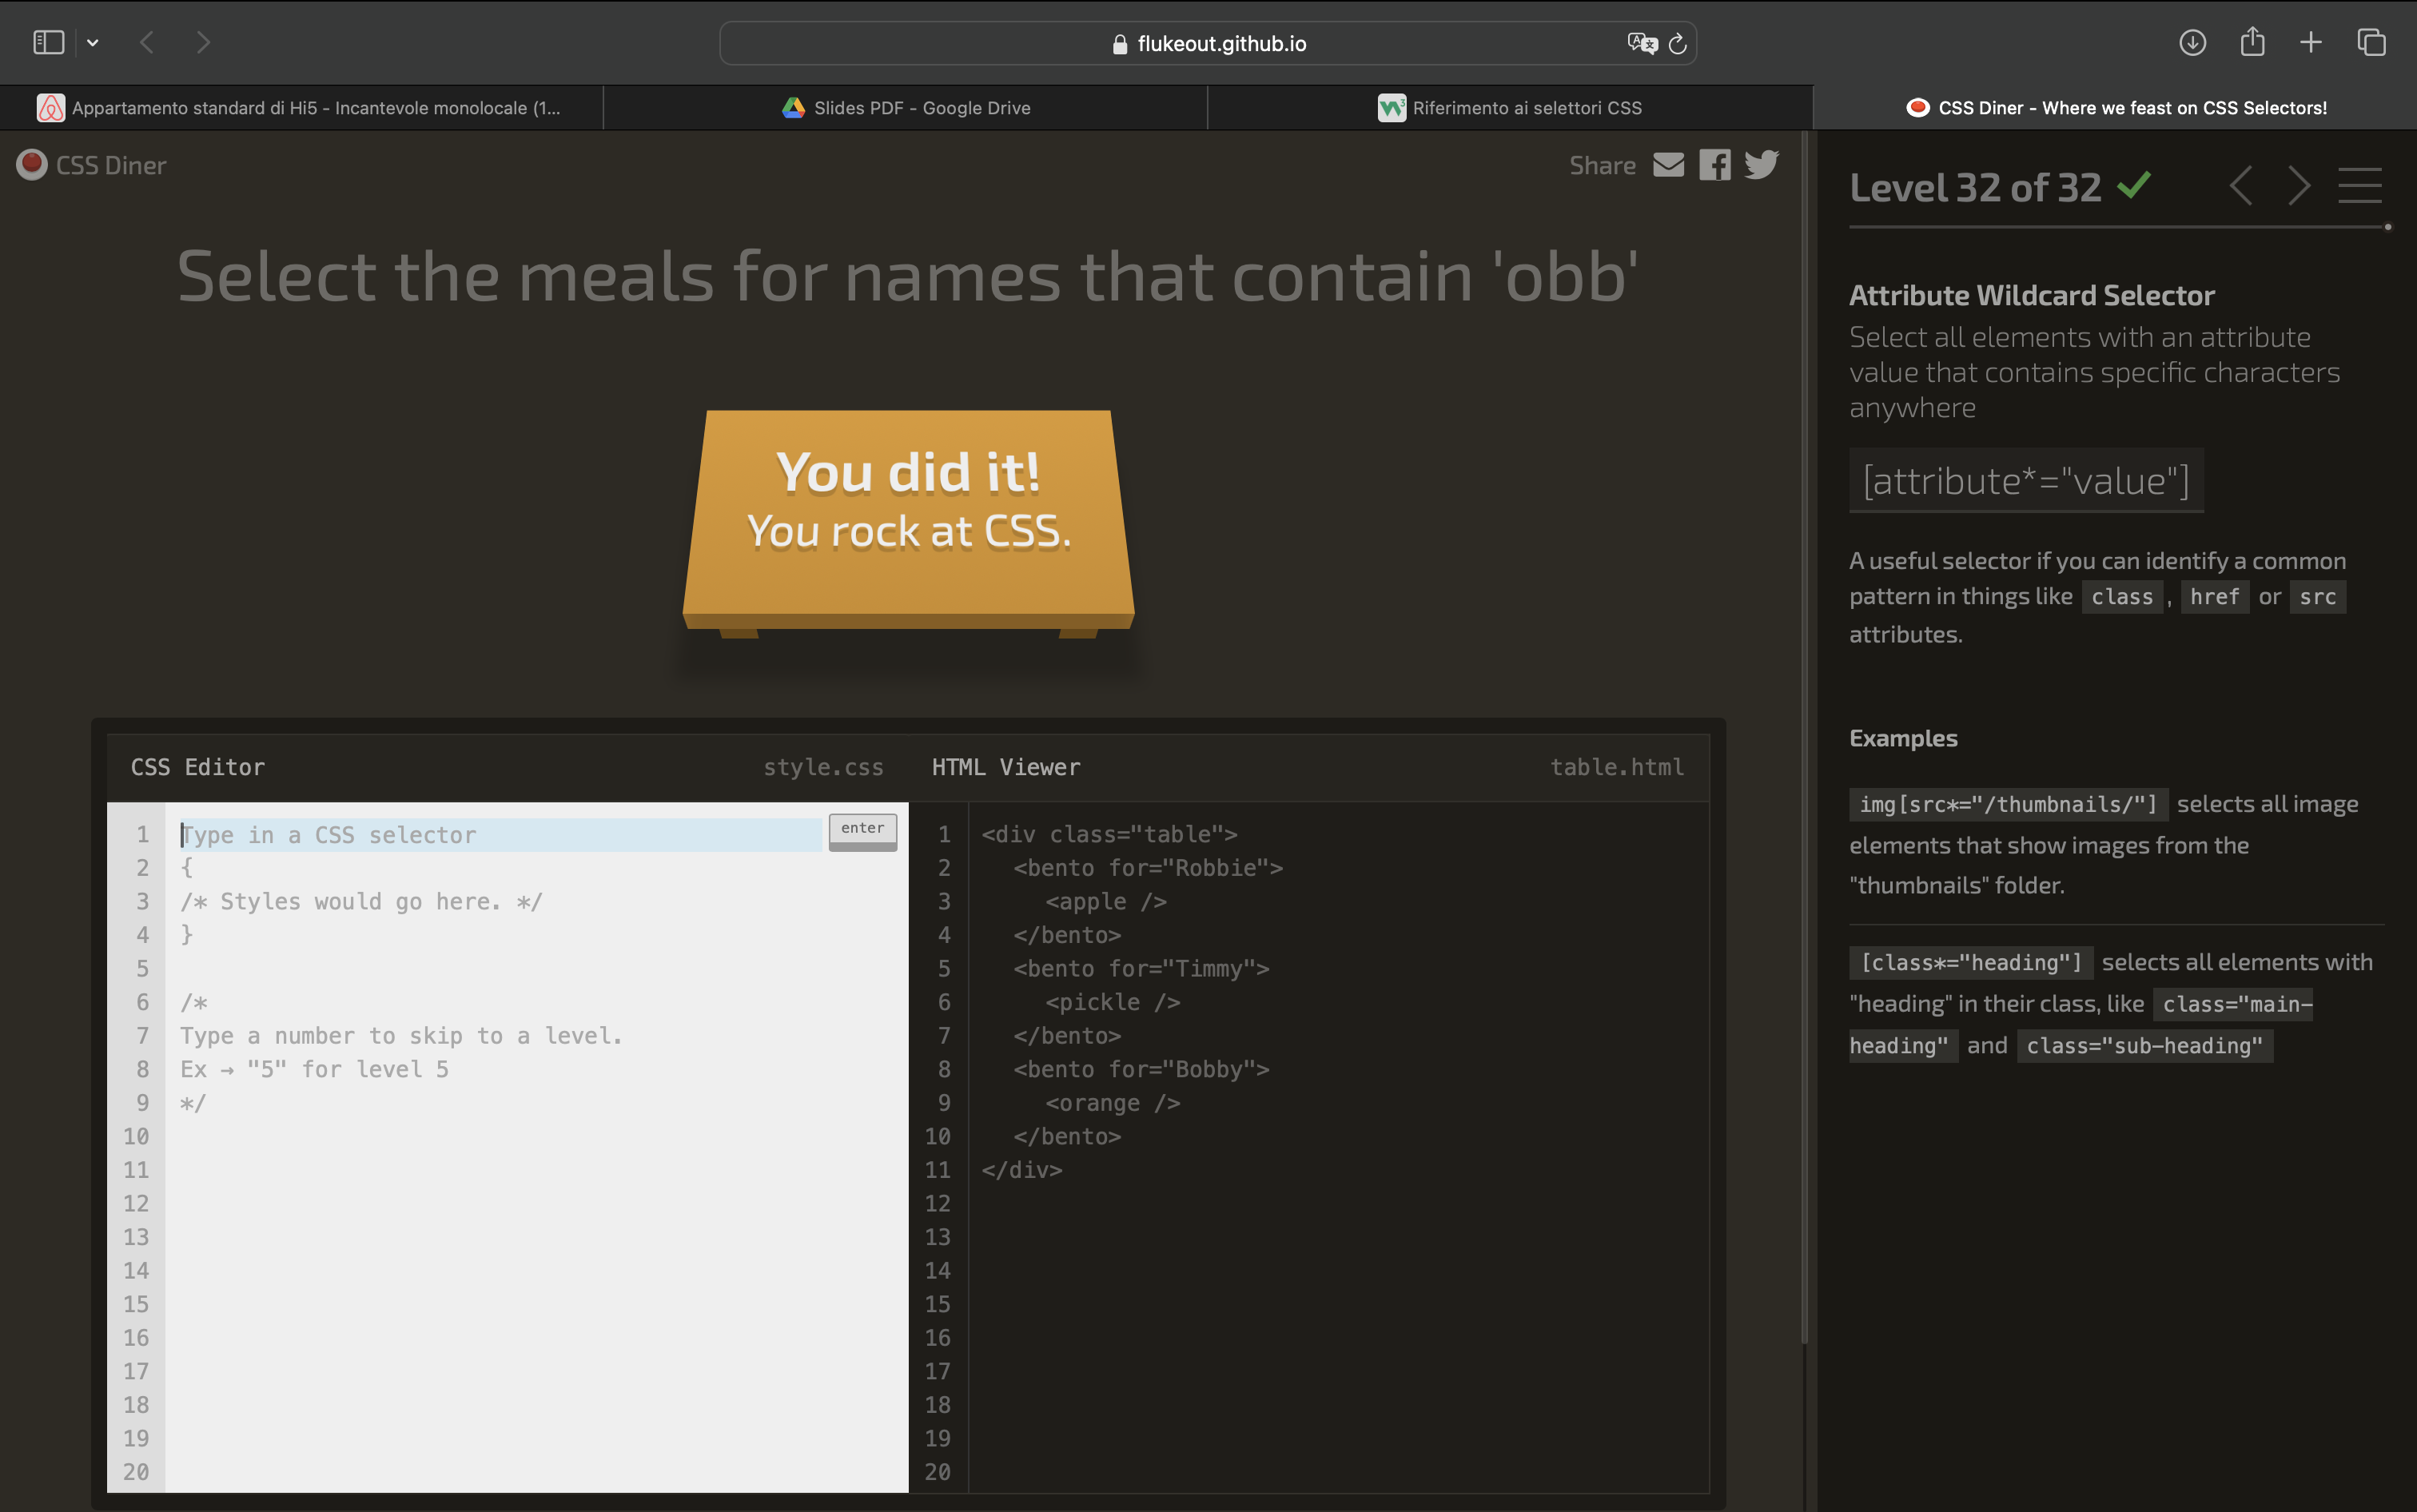 flukeout.github.io
Appartamento standard di Hi5 - Incantevole monolocale (1...
Slides PDF - Google Drive
Riferimento ai selettori CSS
CSS Diner - Where we feast on CSS Selectors!
CSS Diner
Share
Select the meals for names that contain 'obb'
You did it!
You rock at CSS.
CSS Editor
style.css
1 Type in a CSS selector
enter
2 {
3 /* Styles would go here. */
4 }
5
6 /*
7 Type a number to skip to a level.
8 Ex → "5" for level 5
9 */
10
11
12
13
14
15
16
17
18
19
20
HTML Viewer
table.html
1 <div class="table">
2 <bento for="Robbie">
3 <apple />
4 </bento>
5 <bento for="Timmy">
6 <pickle />
7 </bento>
8 <bento for="Bobby">
9 <orange />
10 </bento>
11 </div>
12
13
14
15
16
17
18
19
20
Level 32 of 32
Attribute Wildcard Selector
Select all elements with an attribute
value that contains specific characters
anywhere
[attribute*="value"]
A useful selector if you can identify a common
pattern in things like class , href or src
attributes.
Examples
img[src*="/thumbnails/"] selects all image
elements that show images from the
"thumbnails" folder.
[class*="heading"] selects all elements with
"heading" in their class, like class="main-
heading" and class="sub-heading"